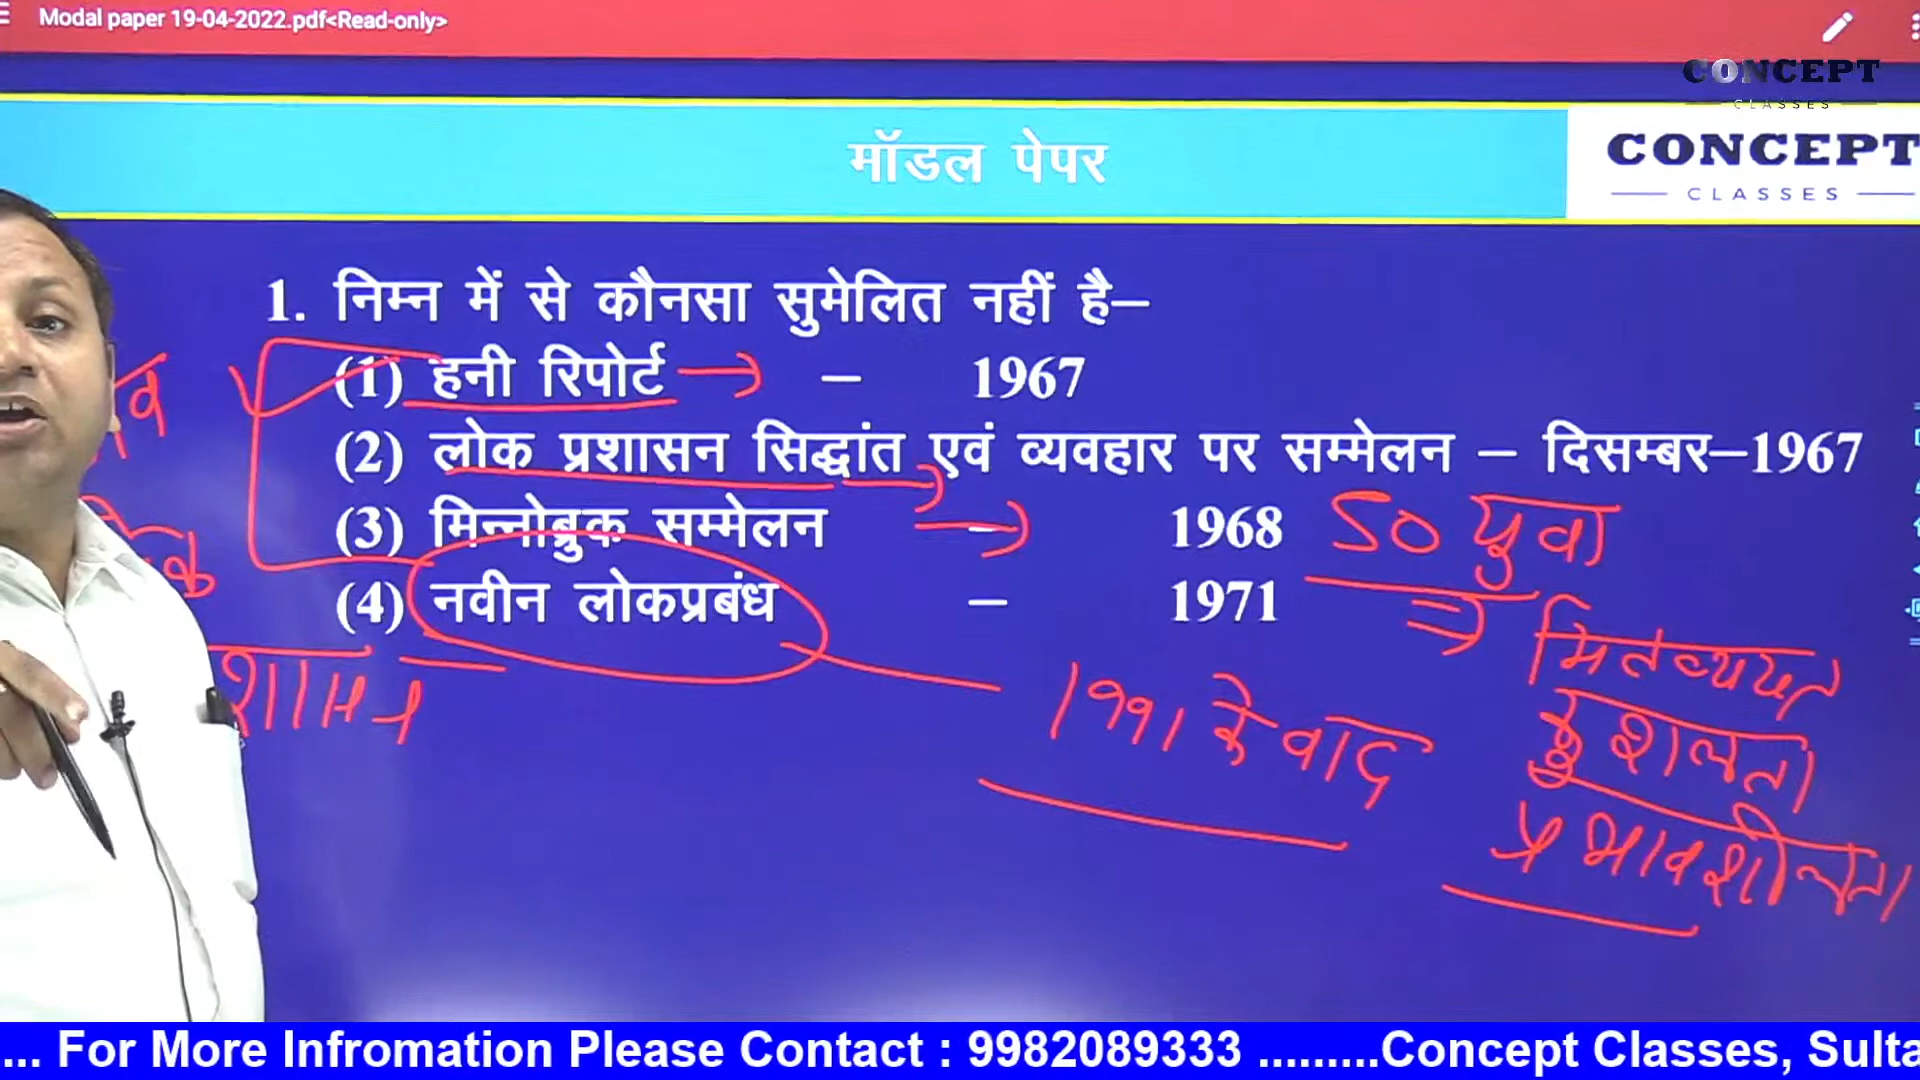 Modal paper 19-04-2022.pdf<Read-only>
CONCEPT
CLASSES
मॉडल पेपर
CONCEPT
CLASSES
1. निम्न में से कौनसा सुमेलित नहीं है–
(1) हनी रिपोर्ट – 1967
(2) लोक प्रशासन सिद्धांत एवं व्यवहार पर सम्मेलन – दिसम्बर–1967
(3) मिन्नोब्रुक सम्मेलन – 1968
50 युवा
(4) नवीन लोकप्रबंध – 1971
मितव्ययत
1991 के बाद
कुशलता
प्रभावशीलता
... For More Infromation Please Contact : 9982089333 .........Concept Classes, Sulta